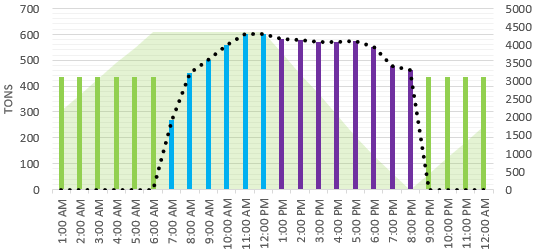 700
600
500
400
300
200
100
0
TONS
5000
4500
4000
3500
3000
2500
2000
1500
1000
500
0
1:00 AM
2:00 AM
3:00 AM
4:00 AM
5:00 AM
6:00 AM
7:00 AM
8:00 AM
9:00 AM
10:00 AM
11:00 AM
12:00 PM
1:00 PM
2:00 PM
3:00 PM
4:00 PM
5:00 PM
6:00 PM
7:00 PM
8:00 PM
9:00 PM
10:00 PM
11:00 PM
12:00 AM